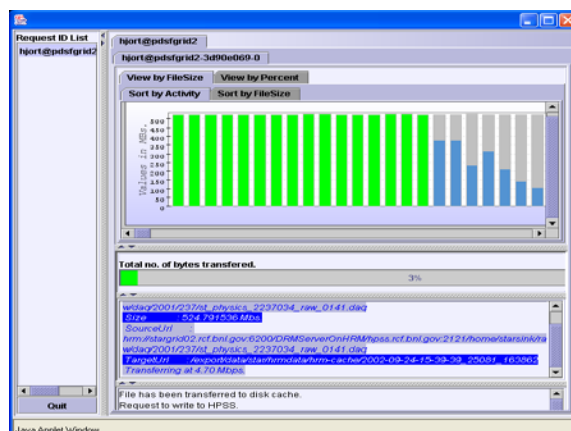 Request ID List
hjort@pdsfgrid2
hjort@pdsfgrid2
hjort@pdsfgrid2-3d90e069-0
View by FileSize View by Percent
Sort by Activity Sort by FileSize
Values in MBs.
500
450
400
350
300
250
200
150
100
50
0
Total no. of bytes transfered.
3%
w/daq/2001/237/st_physics_2237034_raw_0141.daq
Size : 524.791536 Mbs.
SourceUrl :
hrm://stargrid02.rcf.bnl.gov:6200/DRMServerOnHRM/hpss.rcf.bnl.gov:2121/home/starsink/ra
w/daq/2001/237/st_physics_2237034_raw_0141.daq
TargetUrl : /export/data/star/hrmdata/hrm-cache/2002-09-24-15-39-39_25081_163862
Transferring at 4.70 Mbps.
File has been transferred to disk cache.
Request to write to HPSS.
Quit
Java Applet Window